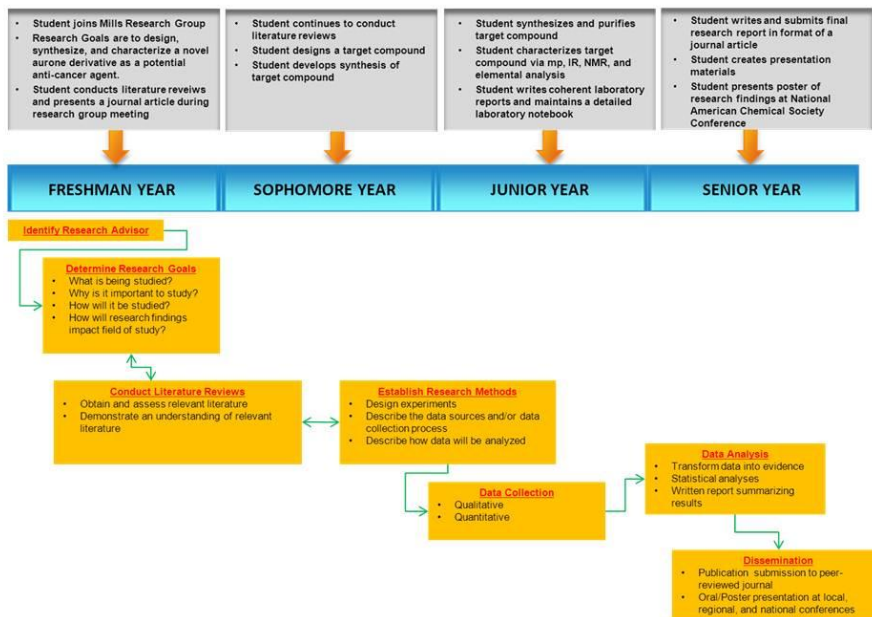 • Student joins Mills Research Group
• Research Goals are to design,
synthesize, and characterize a novel
aurone derivative as a potential
anti-cancer agent.
• Student conducts literature reveiws
and presents a journal article during
research group meeting
• Student continues to conduct
literature reviews
• Student designs a target compound
• Student develops synthesis of
target compound
• Student synthesizes and purifies
target compound
• Student characterizes target
compound via mp, IR, NMR, and
elemental analysis
• Student writes coherent laboratory
reports and maintains a detailed
laboratory notebook
• Student writes and submits final
research report in format of a
journal article
• Student creates presentation
materials
• Student presents poster of
research findings at National
American Chemical Society
Conference
FRESHMAN YEAR
SOPHOMORE YEAR
JUNIOR YEAR
SENIOR YEAR
Identify Research Advisor
Determine Research Goals
• What is being studied?
• Why is it important to study?
• How will it be studied?
• How will research findings
impact field of study?
Conduct Literature Reviews
• Obtain and assess relevant literature
• Demonstrate an understanding of relevant
literature
Establish Research Methods
• Design experiments
• Describe the data sources and/or data
collection process
• Describe how data will be analyzed
Data Collection
• Qualitative
• Quantitative
Data Analysis
• Transform data into evidence
• Statistical analyses
• Written report summarizing
results
Dissemination
• Publication submission to peer-
reviewed journal
• Oral/Poster presentation at local,
regional, and national conferences